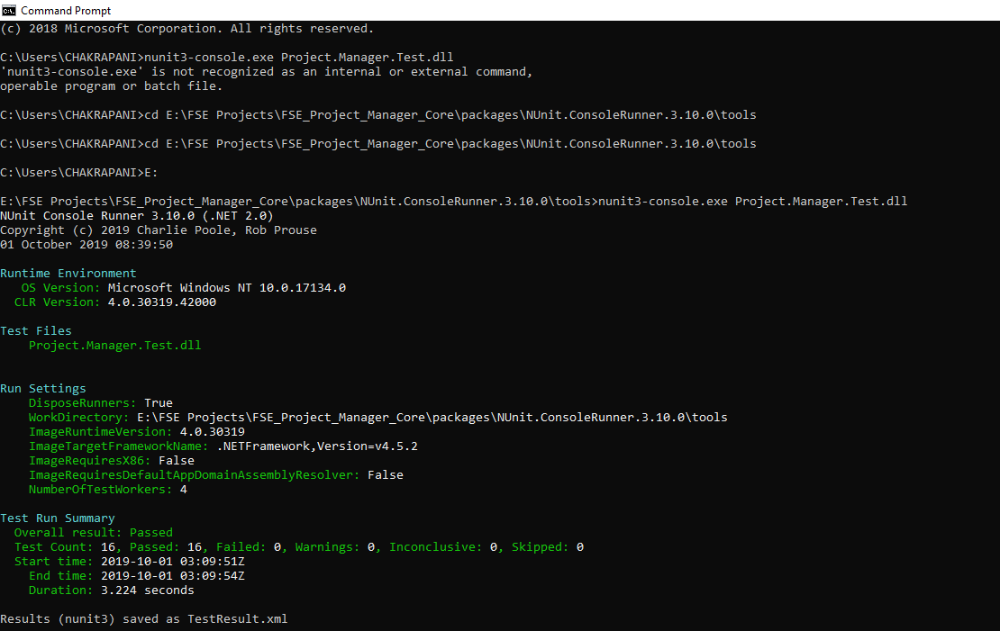 Command Prompt
(c) 2018 Microsoft Corporation. All rights reserved.
C:\Users\CHAKRAPANI>nunit3-console.exe Project.Manager.Test.dll
'nunit3-console.exe' is not recognized as an internal or external command,
operable program or batch file.
C:\Users\CHAKRAPANI>cd E:\FSE Projects\FSE_Project_Manager_Core\packages\NUnit.ConsoleRunner.3.10.0\tools
C:\Users\CHAKRAPANI>cd E:\FSE Projects\FSE_Project_Manager_Core\packages\NUnit.ConsoleRunner.3.10.0\tools
C:\Users\CHAKRAPANI>E:
E:\FSE Projects\FSE_Project_Manager_Core\packages\NUnit.ConsoleRunner.3.10.0\tools>nunit3-console.exe Project.Manager.Test.dll
NUnit Console Runner 3.10.0 (.NET 2.0)
Copyright (c) 2019 Charlie Poole, Rob Prouse
01 October 2019 08:39:50
Runtime Environment
OS Version: Microsoft Windows NT 10.0.17134.0
CLR Version: 4.0.30319.42000
Test Files
Project.Manager.Test.dll
Run Settings
DisposeRunners: True
WorkDirectory: E:\FSE Projects\FSE_Project_Manager_Core\packages\NUnit.ConsoleRunner.3.10.0\tools
ImageRuntimeVersion: 4.0.30319
ImageTargetFrameworkName: .NETFramework,Version=v4.5.2
ImageRequiresX86: False
ImageRequiresDefaultAppDomainAssemblyResolver: False
NumberOfTestWorkers: 4
Test Run Summary
Overall result: Passed
Test Count: 16, Passed: 16, Failed: 0, Warnings: 0, Inconclusive: 0, Skipped: 0
Start time: 2019-10-01 03:09:51Z
End time: 2019-10-01 03:09:54Z
Duration: 3.224 seconds
Results (nunit3) saved as TestResult.xml